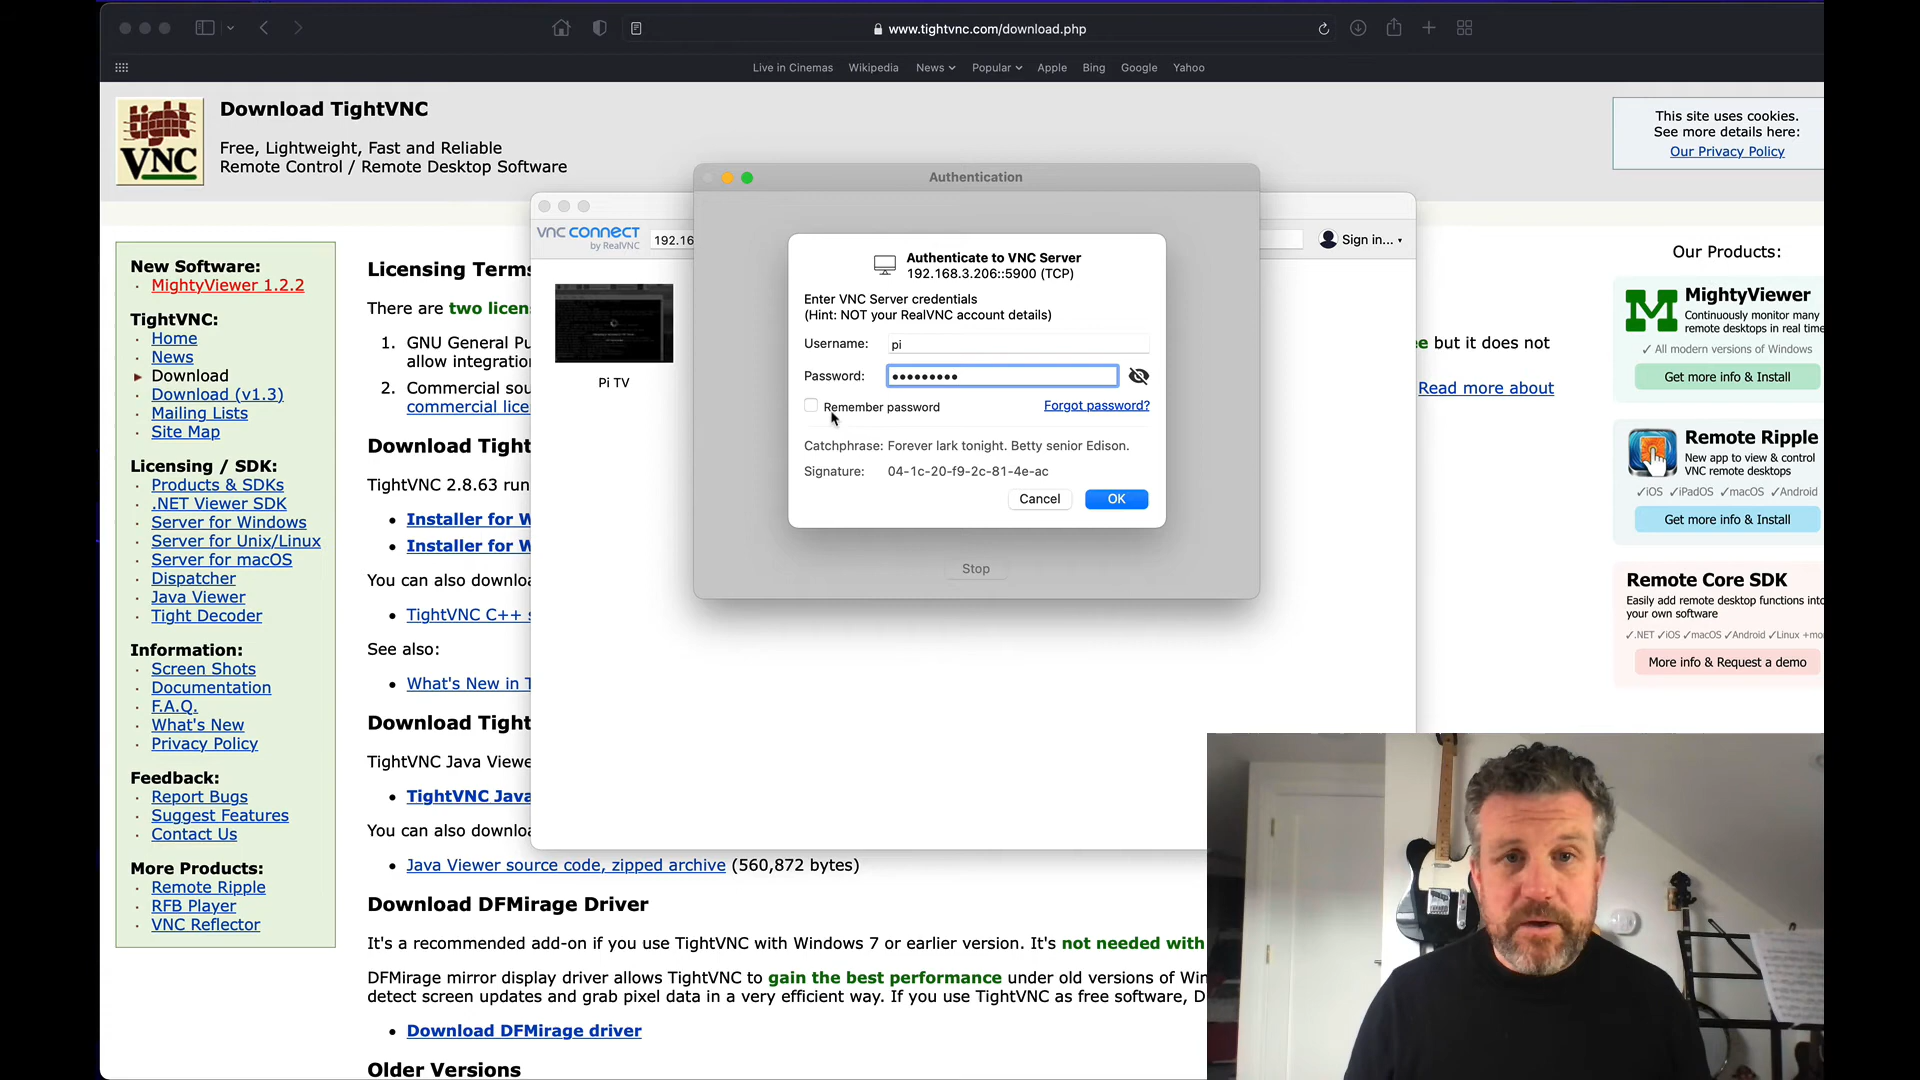 www.tightvnc.com/download.php
Live in Cinemas Wikipedia News Popular Apple Bing Google Yahoo
tight VNC
Download TightVNC
Free, Lightweight, Fast and Reliable
Remote Control / Remote Desktop Software
This site uses cookies.
See more details here:
Our Privacy Policy
New Software:
MightyViewer 1.2.2
TightVNC:
Home
News
Download
Download (v1.3)
Mailing Lists
Site Map
Licensing / SDK:
Products & SDKs
.NET Viewer SDK
Server for Windows
Server for Unix/Linux
Server for macOS
Dispatcher
Java Viewer
Tight Decoder
Information:
Screen Shots
Documentation
F.A.Q.
What's New
Privacy Policy
Feedback:
Report Bugs
Suggest Features
Contact Us
More Products:
Remote Ripple
RFB Player
VNC Reflector
Licensing Terms
There are two licen
1. GNU General Pu
allow integration
but it does not
2. Commercial sou
commercial lice
Read more about
Download Tight
TightVNC 2.8.63 run
Installer for W
Installer for W
You can also downloa
TightVNC C++ s
See also:
What's New in T
Download Tight
TightVNC Java Viewe
TightVNC Java
You can also downloa
Java Viewer source code, zipped archive (560,872 bytes)
Download DFMirage Driver
It's a recommended add-on if you use TightVNC with Windows 7 or earlier version. It's not needed with
DFMirage mirror display driver allows TightVNC to gain the best performance under old versions of Win
detect screen updates and grab pixel data in a very efficient way. If you use TightVNC as free software, D
Download DFMirage driver
Older Versions
vnc connect
by RealVNC
192.16
Sign in...
Pi TV
Authentication
Authenticate to VNC Server
192.168.3.206::5900 (TCP)
Enter VNC Server credentials
(Hint: NOT your RealVNC account details)
Username: pi
Password: •••••••••
Remember password
Forgot password?
Catchphrase: Forever lark tonight. Betty senior Edison.
Signature: 04-1c-20-f9-2c-81-4e-ac
Cancel
OK
Stop
Our Products:
MightyViewer
Continuously monitor many
remote desktops in real time
✓ All modern versions of Windows
Get more info & Install
Remote Ripple
New app to view & control
VNC remote desktops
✓iOS ✓iPadOS ✓macOS ✓Android
Get more info & Install
Remote Core SDK
Easily add remote desktop functions into
your own software
✓.NET ✓iOS ✓macOS ✓Android ✓Linux +mo
More info & Request a demo